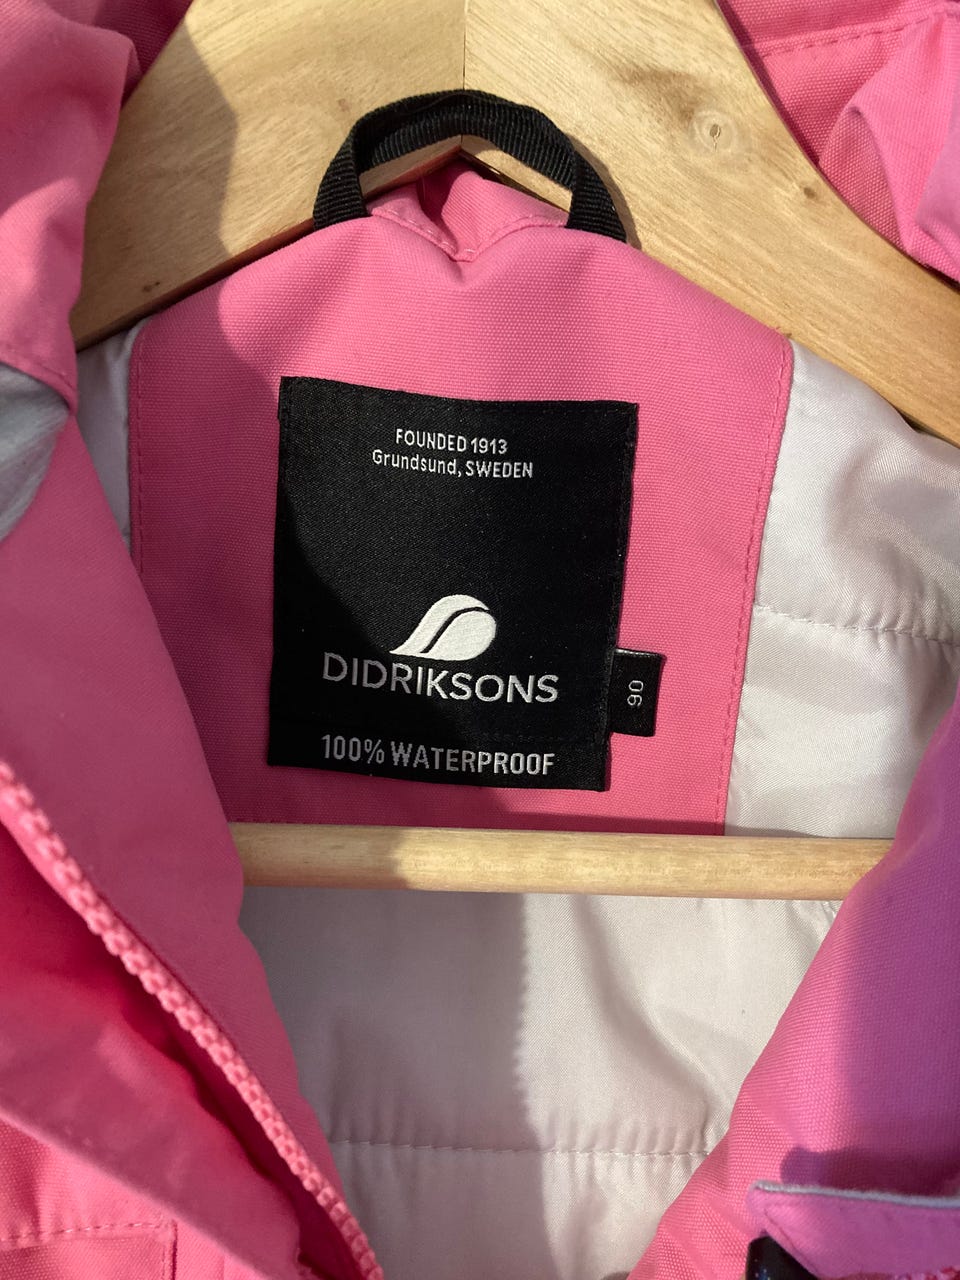 FOUNDED 1913
Grundsund, SWEDEN
DIDRIKSONS
90
100% WATERPROOF